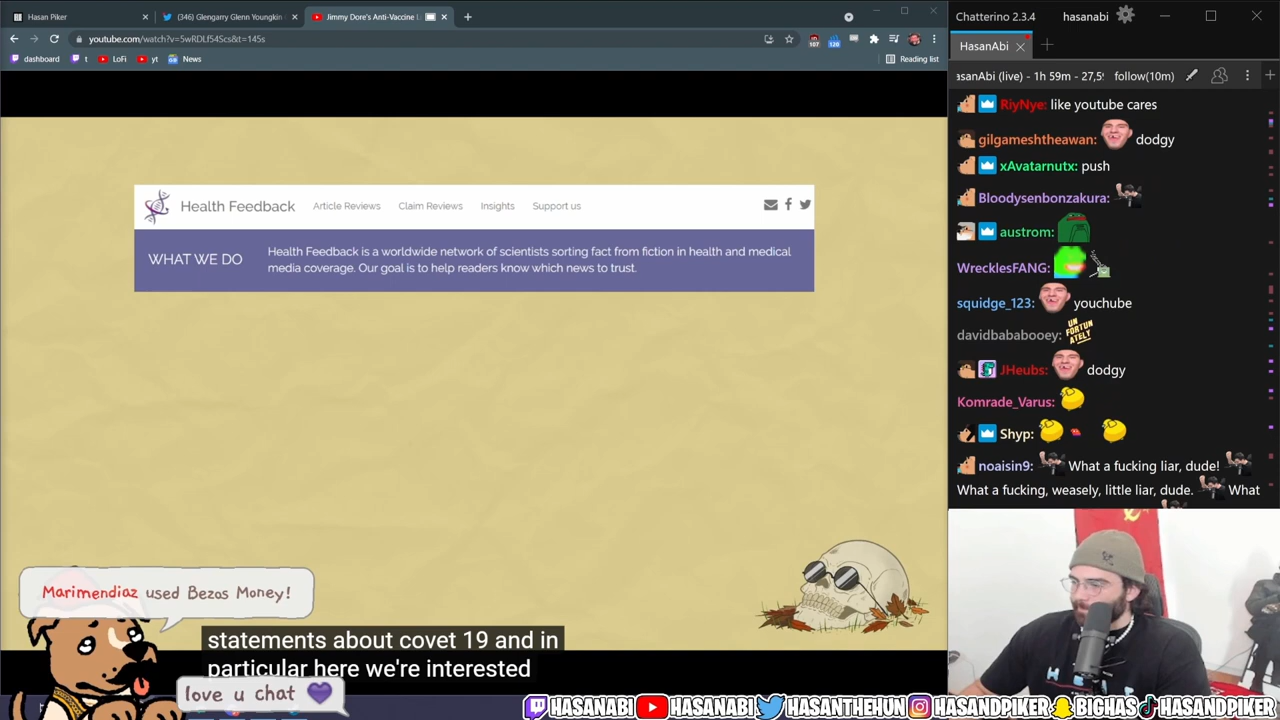 Hasan Piker
(346) Glengarry Glenn Youngkin
Jimmy Dore's Anti-Vaccine L
youtube.com/watch?v=5wRDLf54Scs&t=145s
107
120
dashboard
t
LoFi
yt
News
Reading list
Health Feedback
Article Reviews
Claim Reviews
Insights
Support us
WHAT WE DO
Health Feedback is a worldwide network of scientists sorting fact from fiction in health and medical
media coverage. Our goal is to help readers know which news to trust.
Marimendiaz used Bezos Money!
statements about covet 19 and in
particular here we're interested
love u chat
Chatterino 2.3.4
hasanabi
HasanAbi
asanAbi (live) - 1h 59m - 27,5
follow(10m)
RiyNye: like youtube cares
gilgameshtheawan: dodgy
xAvatarnutx: push
Bloodysenbonzakura:
austrom:
WrecklesFANG:
squidge_123: youchube
davidbababooey: UN FORTUN ATELY
JHeubs: dodgy
Komrade_Varus:
Shyp:
noaisin9: What a fucking liar, dude!
What a fucking, weasely, little liar, dude. What
HASANABI HASANABI HASANTHEHUN HASANDPIKER BIGHAS HASANDPIKER